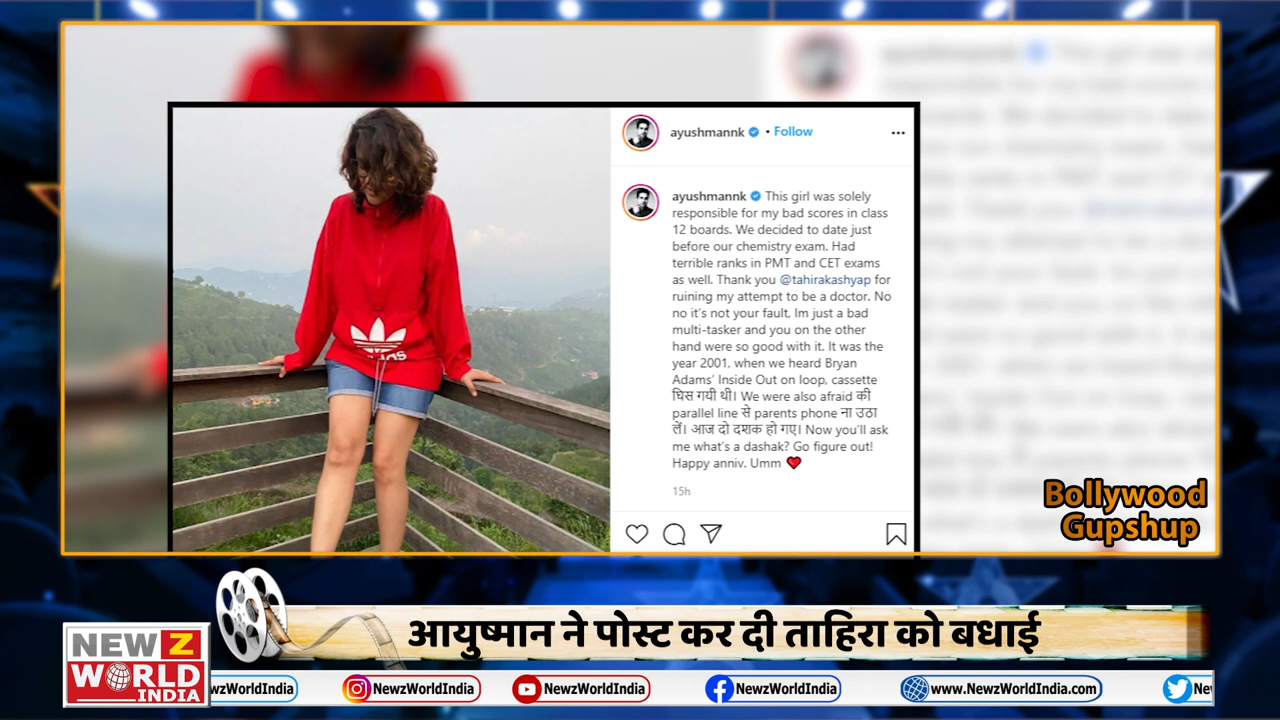 ayushmannk • Follow
ayushmannk This girl was solely
responsible for my bad scores in class
12 boards. We decided to date just
before our chemistry exam. Had
terrible ranks in PMT and CET exams
as well. Thank you @tahirakashyap for
ruining my attempt to be a doctor. No
no it's not your fault, Im just a bad
multi-tasker and you on the other
hand were so good with it. It was the
year 2001, when we heard Bryan
Adams' Inside Out on loop, cassette
घिस गयी थी। We were also afraid की
parallel line से parents phone ना उठा
लें। आज दो दशक हो गए। Now you'll ask
me what's a dashak? Go figure out!
Happy anniv. Umm ❤️
15h
Bollywood
Gupshup
आयुष्मान ने पोस्ट कर दी ताहिरा को बधाई
NEWZ
WORLD
INDIA
wzWorldIndia NewzWorldIndia NewzWorldIndia NewzWorldIndia www.NewzWorldIndia.com Ne